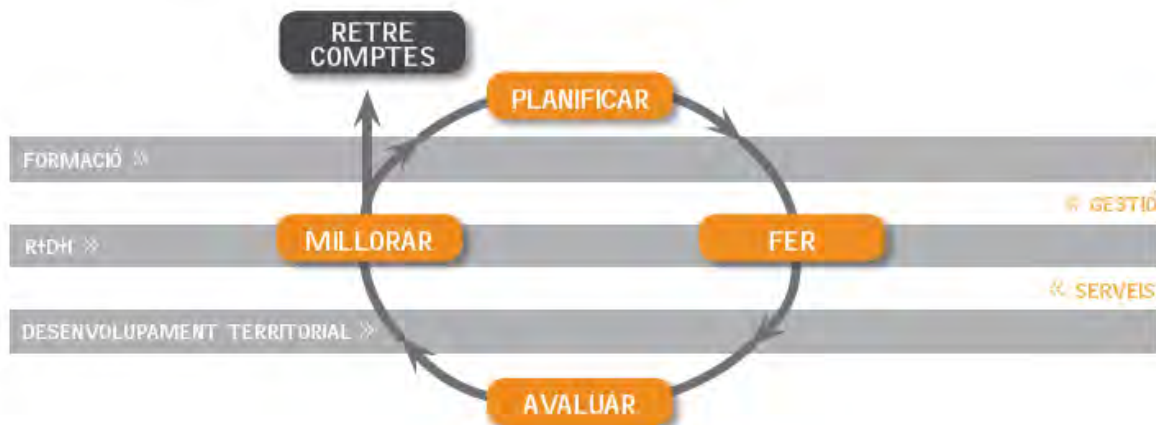 RETRE
COMPTES
PLANIFICAR
FORMACIÓ »
« GESTIÓ
R+D+I »
MILLORAR
FER
« SERVEIS
DESENVOLUPAMENT TERRITORIAL »
AVALUAR